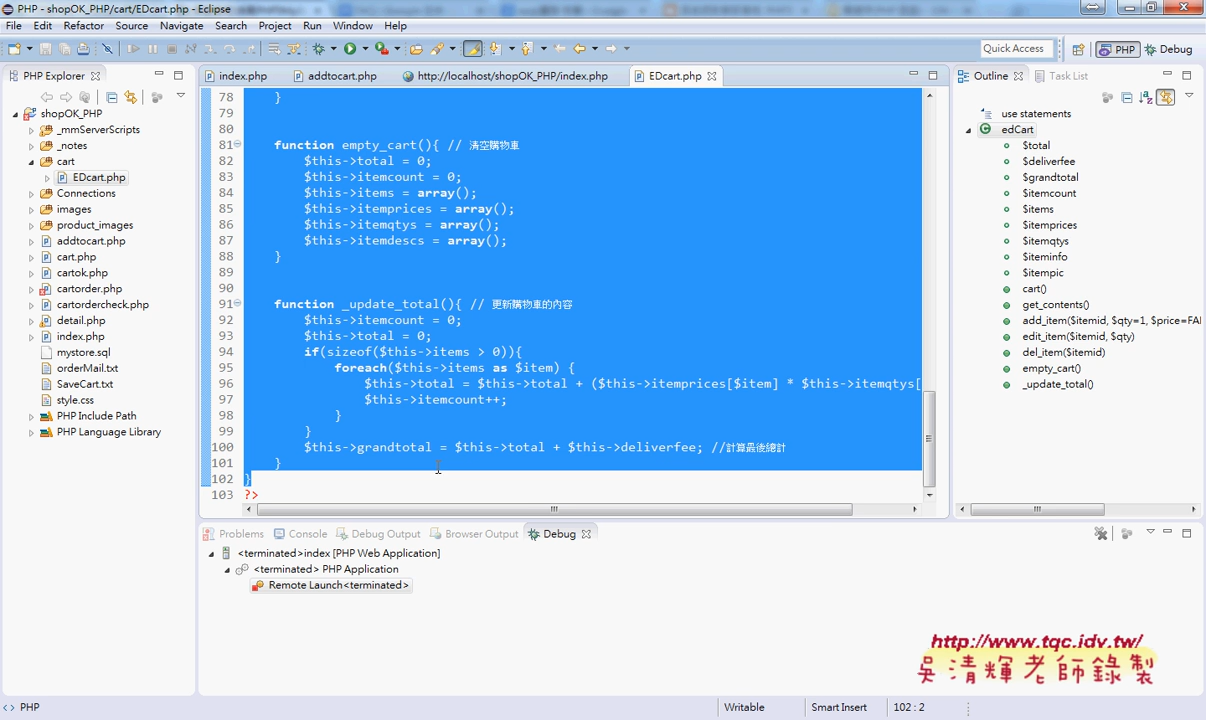 PHP - shopOK_PHP/cart/EDcart.php - Eclipse
File Edit Refactor Source Navigate Search Project Run Window Help
Quick Access
PHP
Debug
PHP Explorer
index.php
addtocart.php
http://localhost/shopOK_PHP/index.php
EDcart.php
Outline
Task List
shopOK_PHP
_mmServerScripts
_notes
cart
EDcart.php
Connections
images
product_images
addtocart.php
cart.php
cartok.php
cartorder.php
cartordercheck.php
detail.php
index.php
mystore.sql
orderMail.txt
SaveCart.txt
style.css
PHP Include Path
PHP Language Library
78 }
79
80
81 function empty_cart(){ // 清空購物車
82 $this->total = 0;
83 $this->itemcount = 0;
84 $this->items = array();
85 $this->itemprices = array();
86 $this->itemqtys = array();
87 $this->itemdescs = array();
88 }
89
90
91 function _update_total(){ // 更新購物車的內容
92 $this->itemcount = 0;
93 $this->total = 0;
94 if(sizeof($this->items > 0)){
95 foreach($this->items as $item) {
96 $this->total = $this->total + ($this->itemprices[$item] * $this->itemqtys[
97 $this->itemcount++;
98 }
99 }
100 $this->grandtotal = $this->total + $this->deliverfee; //計算最後總計
101 }
102 }
103 ?>
use statements
edCart
$total
$deliverfee
$grandtotal
$itemcount
$items
$itemprices
$itemqtys
$iteminfo
$itempic
cart()
get_contents()
add_item($itemid, $qty=1, $price=FAL
edit_item($itemid, $qty)
del_item($itemid)
empty_cart()
_update_total()
Problems
Console
Debug Output
Browser Output
Debug
<terminated>index [PHP Web Application]
<terminated> PHP Application
Remote Launch<terminated>
http://www.tqc.idv.tw/
吳清輝老師錄製
PHP
Writable
Smart Insert
102 : 2